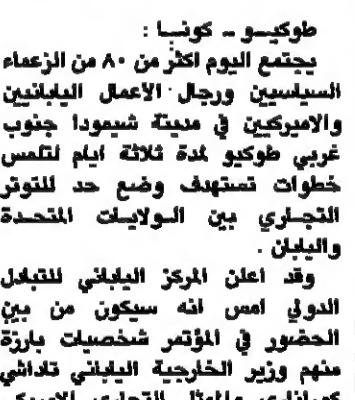 طوكيو - كونا :
يجتمع اليوم اكثر من ٨٠ من الزعماء
السياسيين ورجال الأعمال اليابانيين
والاميركيين في مدينة شيمودا جنوب
غربي طوكيو لمدة ثلاثة ايام لتلمس
خطوات تستهدف وضع حد للتوتر
التجاري بين الولايات المتحدة
واليابان .
وقد اعلن المركز الياباني للتبادل
الدولي امس انه سيكون من بين
الحضور في المؤتمر شخصيات بارزة
منهم وزير الخارجية الياباني تاداشي